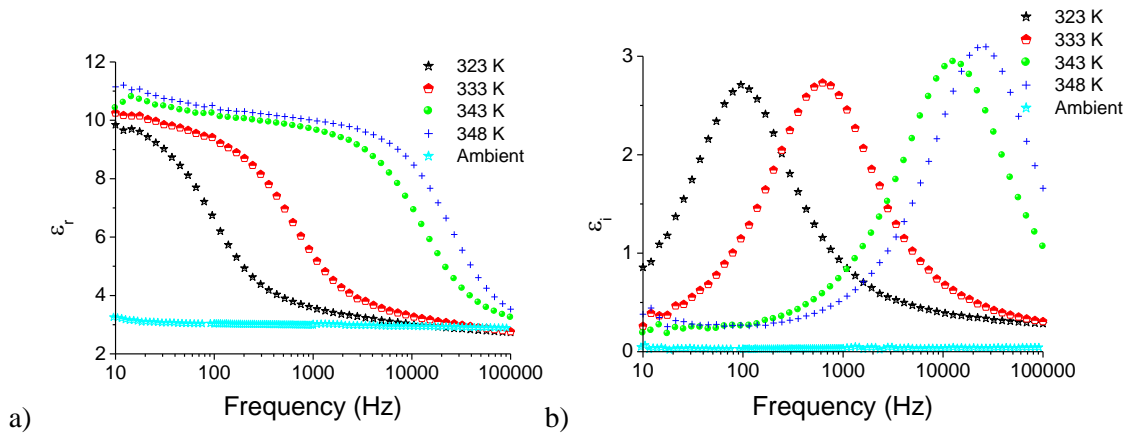 12
10
8
6
4
2
εr
323 K
333 K
343 K
348 K
Ambient
10 100 1000 10000 100000
Frequency (Hz)
a)
3
2
1
0
εi
323 K
333 K
343 K
348 K
Ambient
10 100 1000 10000 100000
Frequency (Hz)
b)